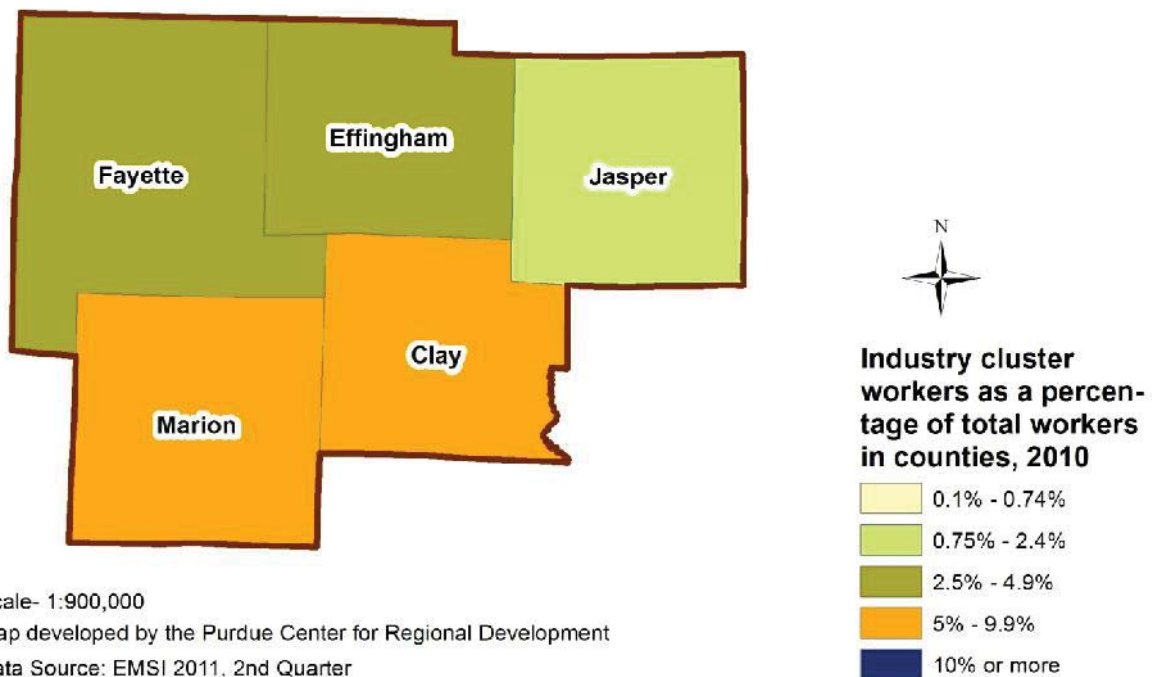 Effingham
Fayette
Jasper
Clay
Marion
N
Industry cluster
workers as a percen-
tage of total workers
in counties, 2010
0.1% - 0.74%
0.75% - 2.4%
2.5% - 4.9%
5% - 9.9%
10% or more
cale- 1:900,000
ap developed by the Purdue Center for Regional Development
ata Source: EMSI 2011, 2nd Quarter